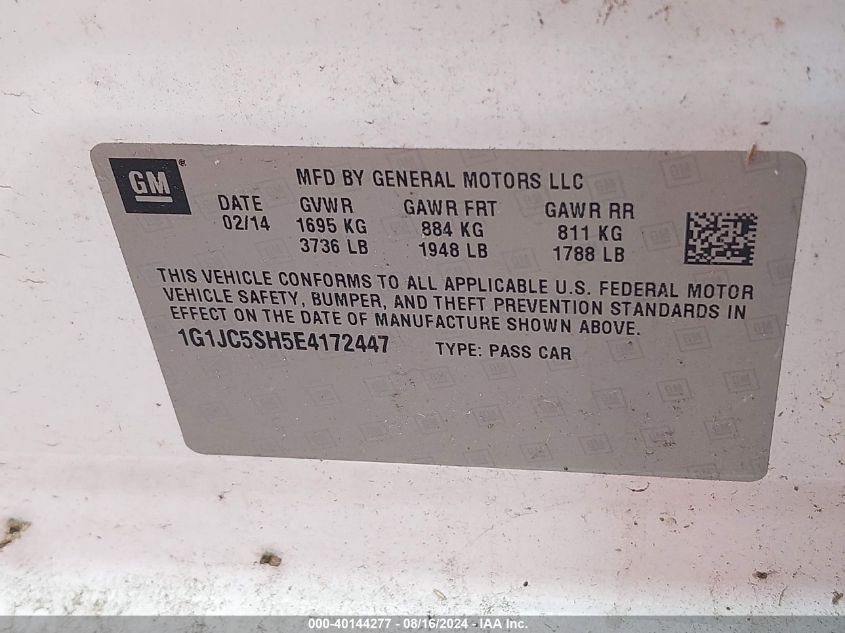 GM®
MFD BY GENERAL MOTORS LLC
DATE GVWR GAWR FRT GAWR RR
02/14 1695 KG 884 KG 811 KG
3736 LB 1948 LB 1788 LB
THIS VEHICLE CONFORMS TO ALL APPLICABLE U.S. FEDERAL MOTOR
VEHICLE SAFETY, BUMPER, AND THEFT PREVENTION STANDARDS IN
EFFECT ON THE DATE OF MANUFACTURE SHOWN ABOVE.
1G1JC5SH5E4172447 TYPE: PASS CAR
000-40144277 - 08/16/2024 - IAA Inc.